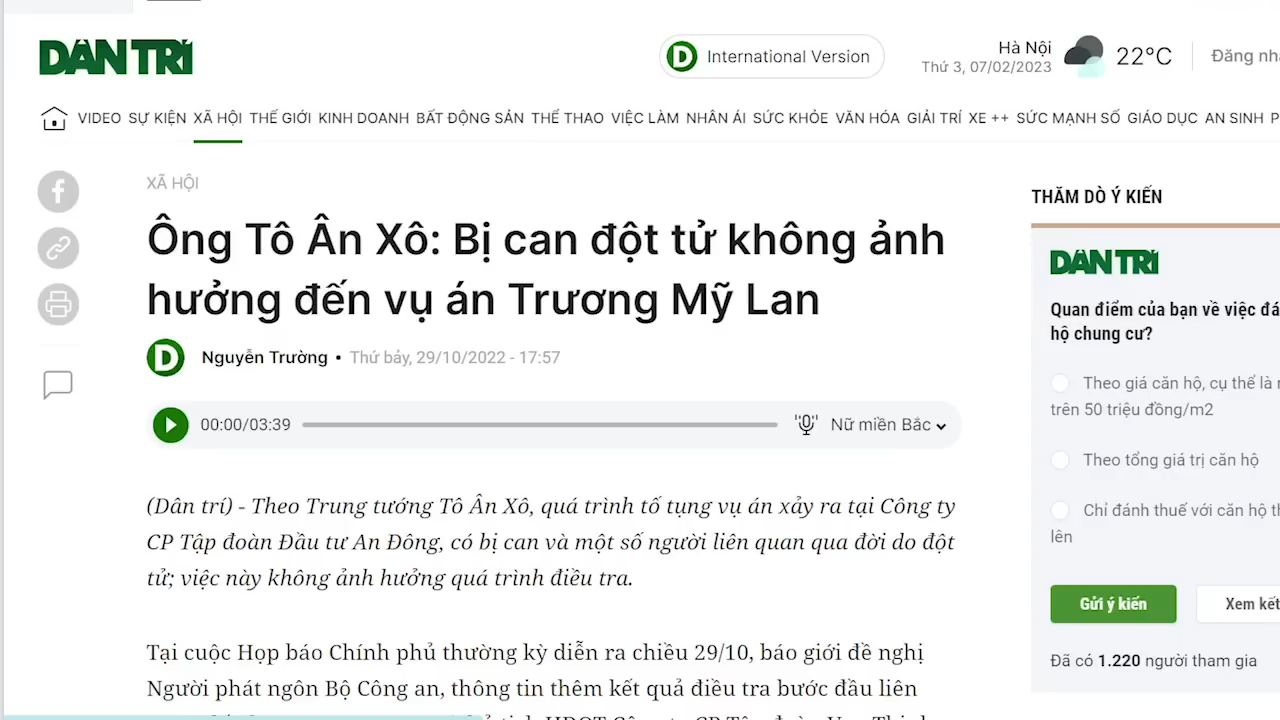 DÂN TRÍ
International Version
Hà Nội
Thứ 3, 07/02/2023
22°C
Đăng nh
VIDEO SỰ KIỆN XÃ HỘI THẾ GIỚI KINH DOANH BẤT ĐỘNG SẢN THỂ THAO VIỆC LÀM NHÂN ÁI SỨC KHỎE VĂN HÓA GIẢI TRÍ XE ++ SỨC MẠNH SỐ GIÁO DỤC AN SINH P
XÃ HỘI
Ông Tô Ân Xô: Bị can đột tử không ảnh
hưởng đến vụ án Trương Mỹ Lan
Nguyễn Trường • Thứ bảy, 29/10/2022 - 17:57
00:00/03:39
Nữ miền Bắc
(Dân trí) - Theo Trung tướng Tô Ân Xô, quá trình tố tụng vụ án xảy ra tại Công ty
CP Tập đoàn Đầu tư An Đông, có bị can và một số người liên quan qua đời do đột
tử; việc này không ảnh hưởng quá trình điều tra.
Tại cuộc Họp báo Chính phủ thường kỳ diễn ra chiều 29/10, báo giới đề nghị
Người phát ngôn Bộ Công an, thông tin thêm kết quả điều tra bước đầu liên
THĂM DÒ Ý KIẾN
DÂN TRÍ
Quan điểm của bạn về việc đá
hộ chung cư?
Theo giá căn hộ, cụ thể là
trên 50 triệu đồng/m2
Theo tổng giá trị căn hộ
Chỉ đánh thuế với căn hộ th
lên
Gửi ý kiến
Xem kết
Đã có 1.220 người tham gia